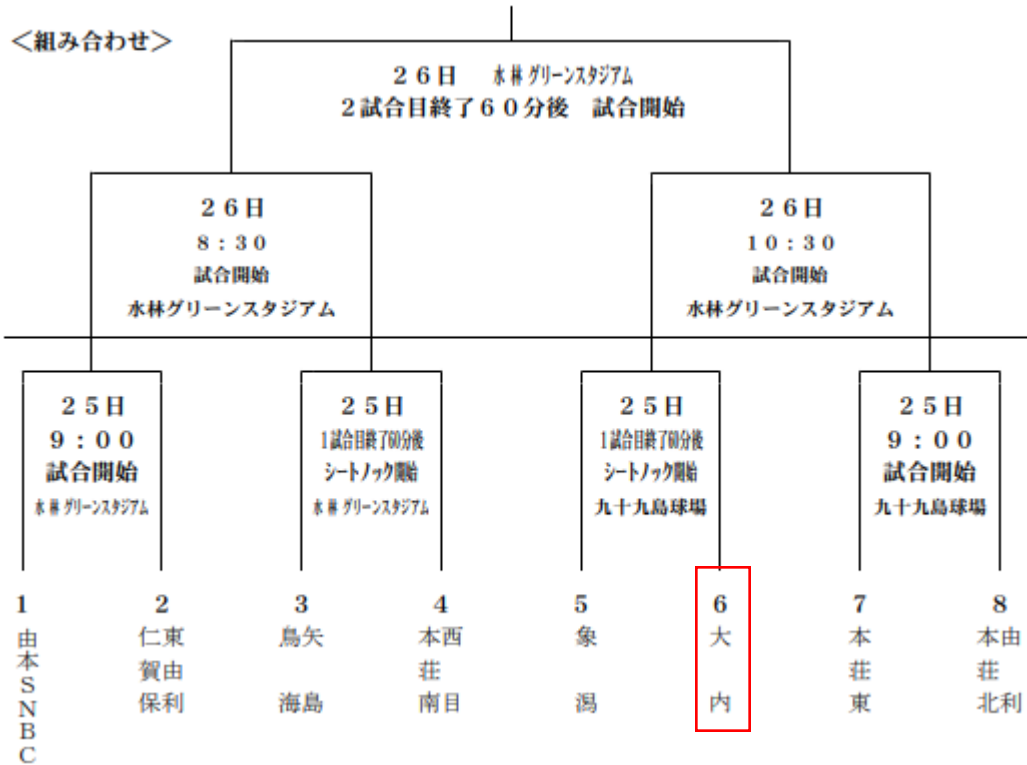 ＜組み合わせ＞
２６日　水林グリーンスタジアム
２試合目終了６０分後　試合開始
２６日
８：３０
試合開始
水林グリーンスタジアム
２６日
１０：３０
試合開始
水林グリーンスタジアム
２５日
９：００
試合開始
水林グリーンスタジアム
２５日
１試合目終了60分後
シートノック開始
水林グリーンスタジアム
２５日
１試合目終了60分後
シートノック開始
九十九島球場
２５日
９：００
試合開始
九十九島球場
1
由本ＳＮＢＣ
2
東由利
仁賀保
3
矢島
鳥海
4
西目
本荘南
5
象潟
6
大内
7
本荘東
8
由利
本荘北